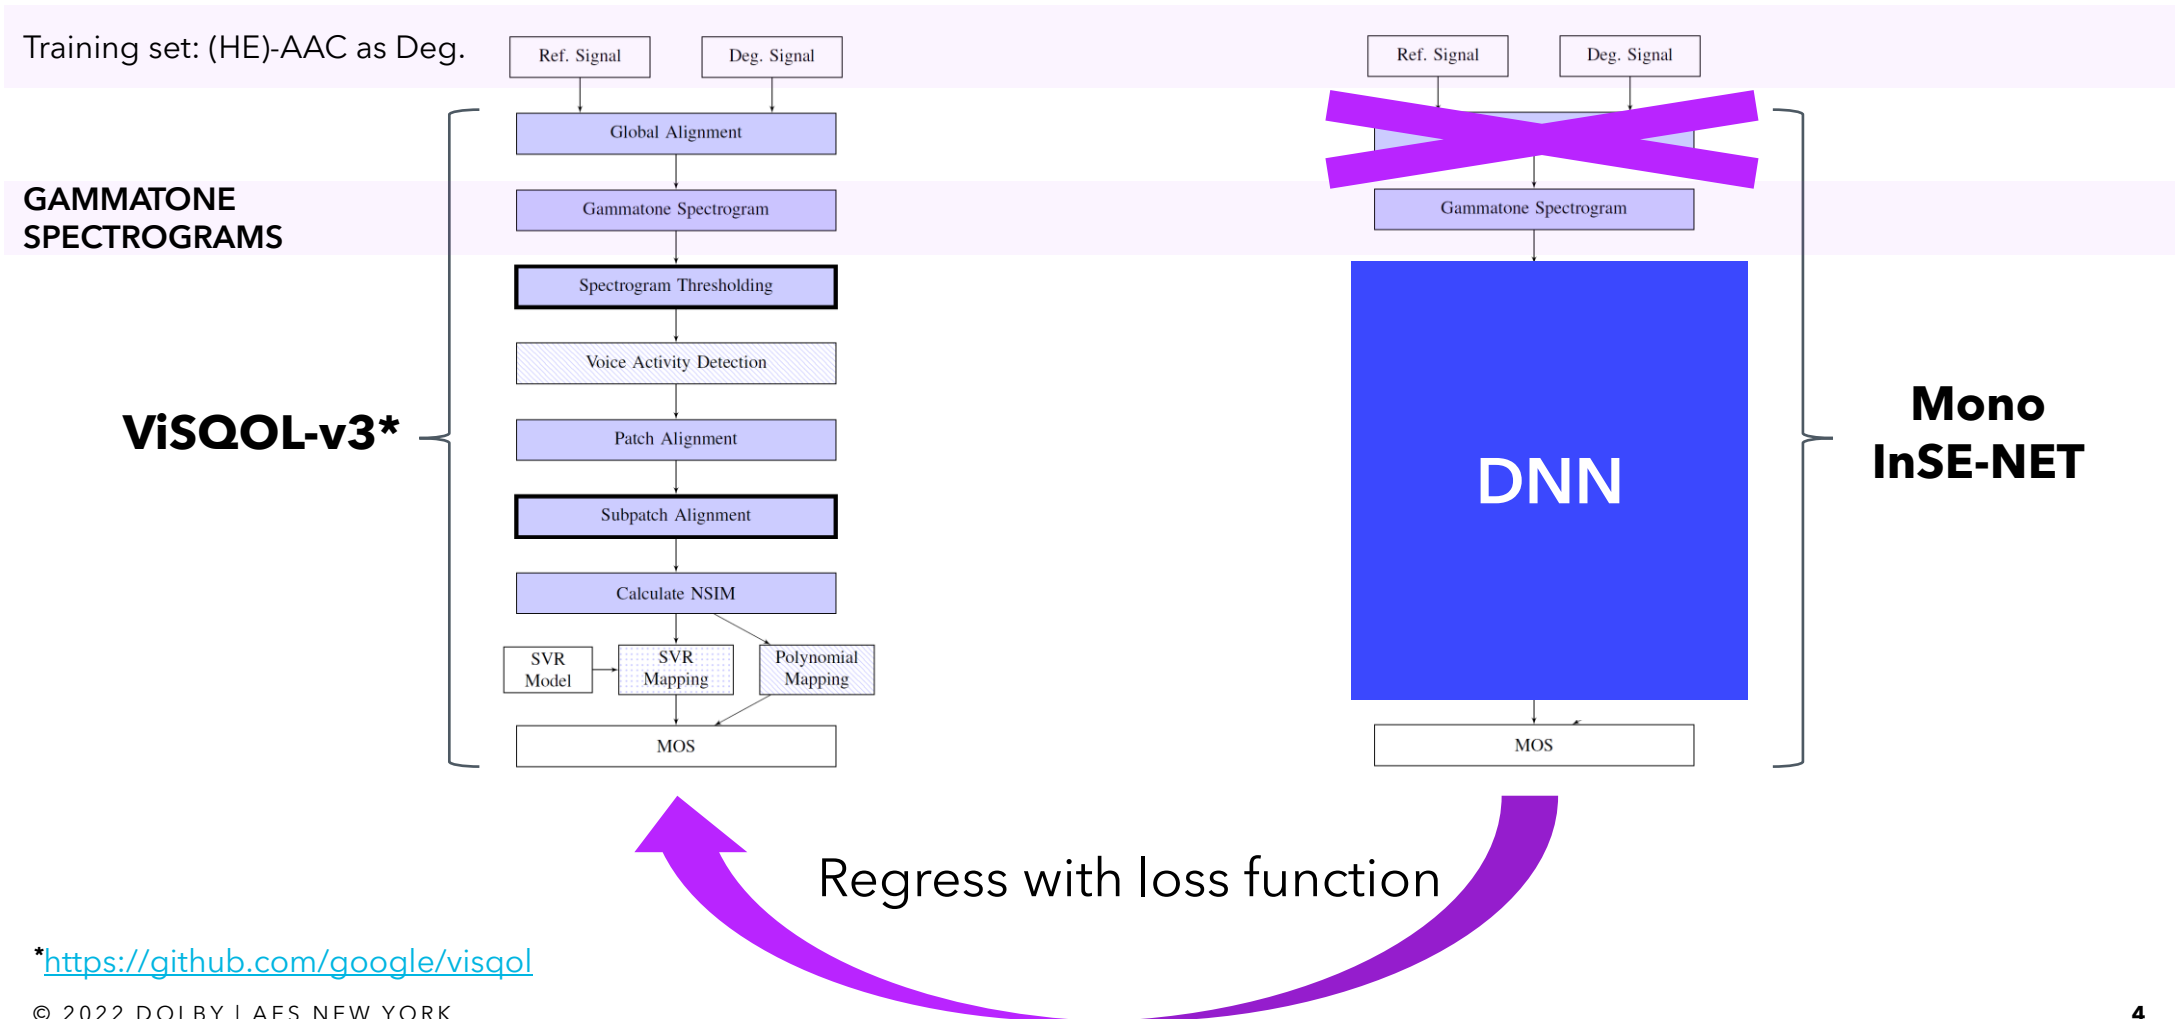 Training set: (HE)-AAC as Deg.
Ref. Signal
Deg. Signal
Global Alignment
GAMMATONE
SPECTROGRAMS
Gammatone Spectrogram
Spectrogram Thresholding
Voice Activity Detection
Patch Alignment
Subpatch Alignment
Calculate NSIM
SVR
Model
SVR
Mapping
Polynomial
Mapping
MOS
ViSQOL-v3*
Ref. Signal
Deg. Signal
Gammatone Spectrogram
DNN
MOS
Mono
InSE-NET
Regress with loss function
*https://github.com/google/visqol
© 2022 DOLBY | AES NEW YORK
4